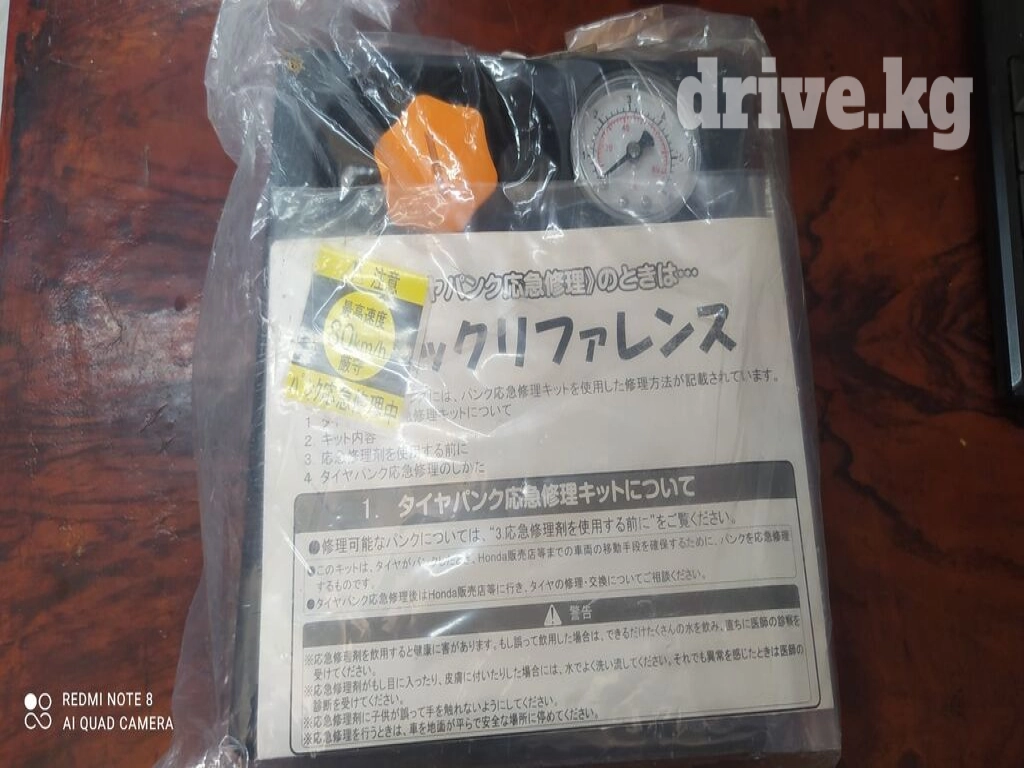 drive.kg
注意
最高速度
80km/h
厳守
パンク応急修理中
ヤパンク応急修理》のときは…
ックリファレンス
には、パンク応急修理キットを使用した修理方法が記載されています。
1. 修理キットについて
2. キット内容
3. 応急修理剤を使用する前に
4. タイヤパンク応急修理のしかた
1. タイヤパンク応急修理キットについて
●修理可能なパンクについては、“3.応急修理剤を使用する前に”をご覧ください。
●このキットは、タイヤがパンクしたとき、Honda販売店等までの車両の移動手段を確保するために、パンクを応急修理
するものです。
●タイヤパンク応急修理後はHonda販売店等に行き、タイヤの修理・交換についてご相談ください。
警告
※応急修理剤を飲用すると健康に害があります。もし誤って飲用した場合は、できるだけたくさんの水を飲み、直ちに医師の診察を
受けてください。
※応急修理剤がもし目に入ったり、皮膚に付いたりした場合には、水でよく洗い流してください。それでも異常を感じたときは医師の
診断を受けてください。
※応急修理剤に子供が誤って手を触れないようにしてください。
※応急修理を行うときは、車を地面が平らで安全な場所に停めてください。
REDMI NOTE 8
AI QUAD CAMERA